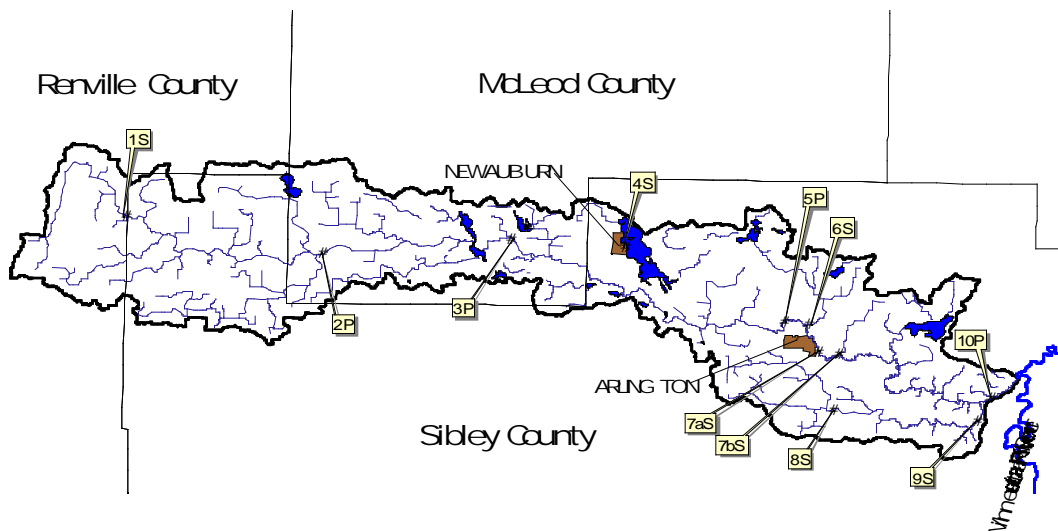 Renville County
McLeod County
1S
NEW AUBURN
4S
5P
6S
3P
2P
10P
ARLINGTON
7aS
7bS
Sibley County
8S
9S